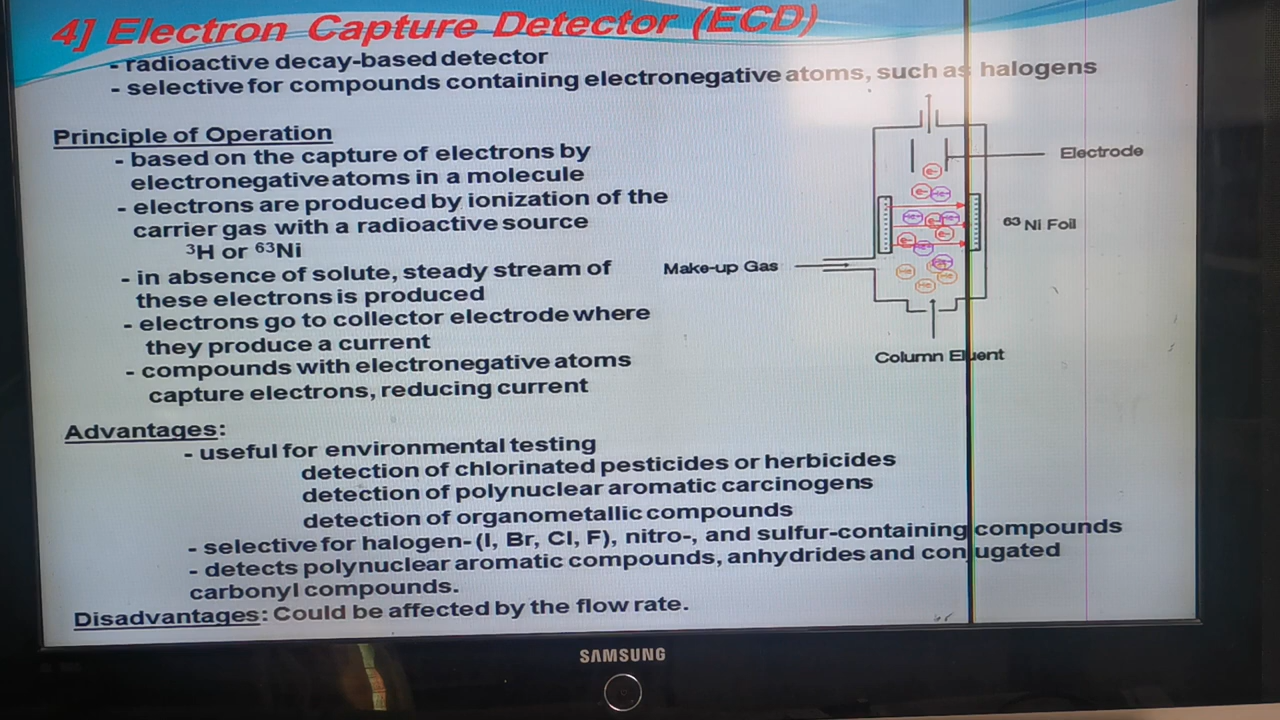 4] Electron Capture Detector (ECD)
- radioactive decay-based detector
- selective for compounds containing electronegative atoms, such as halogens
Principle of Operation
- based on the capture of electrons by
electronegative atoms in a molecule
- electrons are produced by ionization of the
carrier gas with a radioactive source
³H or ⁶³Ni
- in absence of solute, steady stream of
these electrons is produced
- electrons go to collector electrode where
they produce a current
- compounds with electronegative atoms
capture electrons, reducing current
Electrode
⁶³Ni Foil
Make-up Gas
Column Eluent
Advantages:
- useful for environmental testing
detection of chlorinated pesticides or herbicides
detection of polynuclear aromatic carcinogens
detection of organometallic compounds
- selective for halogen- (I, Br, Cl, F), nitro-, and sulfur-containing compounds
- detects polynuclear aromatic compounds, anhydrides and conjugated
carbonyl compounds.
Disadvantages: Could be affected by the flow rate.
SAMSUNG